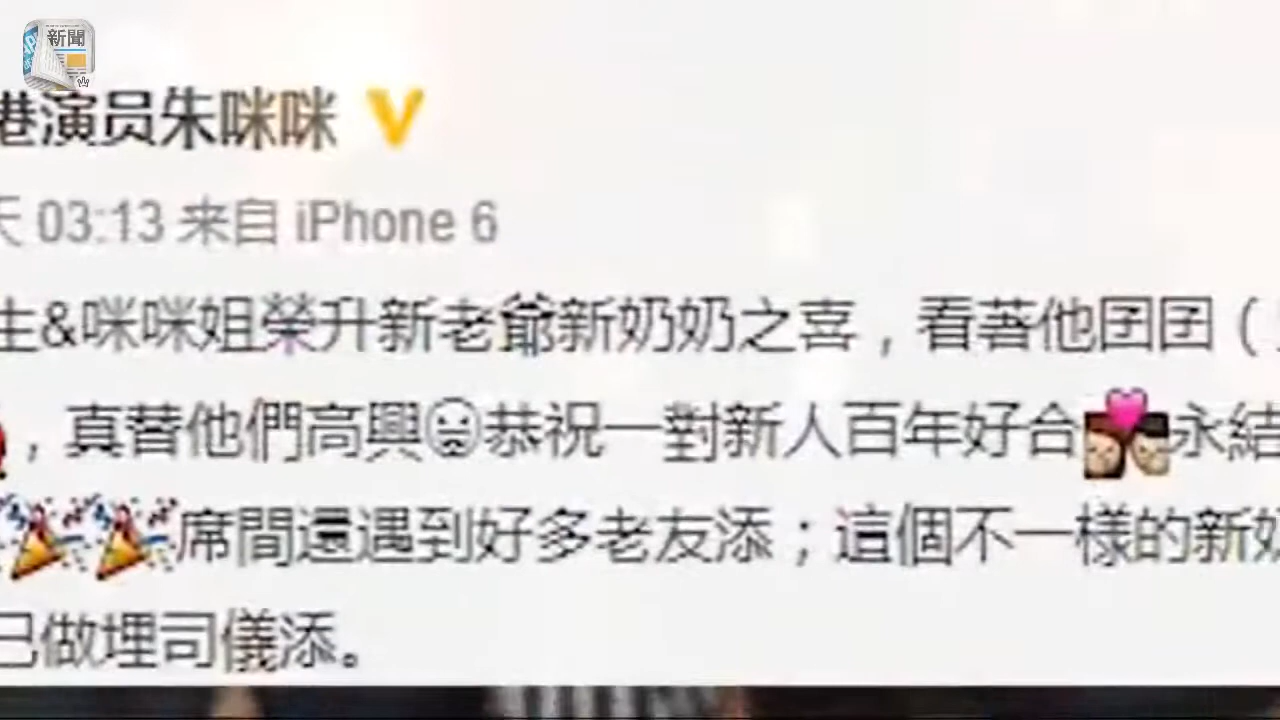 新聞
港演员朱咪咪
天 03:13 来自 iPhone 6
生&咪咪姐榮升新老爺新奶奶之喜，看著他囝囝（
，真替他們高興恭祝一對新人百年好合永結
席間還遇到好多老友添；這個不一樣的新奶
已做埋司儀添。